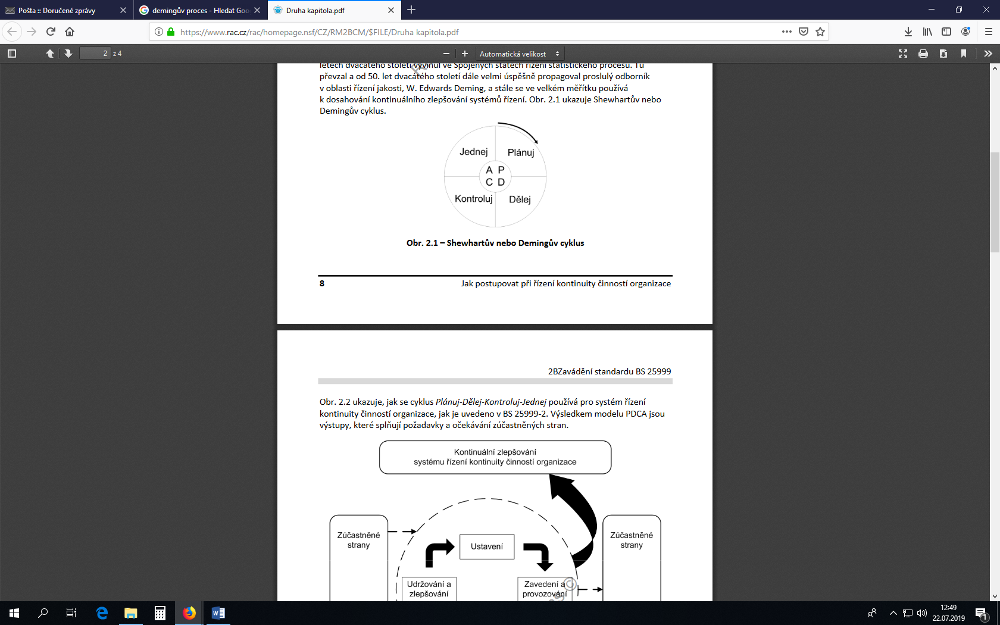 Pošta :: Doručené zprávy
demingův proces - Hledat Goo
Druha kapitola.pdf
https://www.rac.cz/rac/homepage.nsf/CZ/RM2BCM/$FILE/Druha kapitola.pdf
2 z 4
Automatická velikost
letech dvacátého století vyvinul ve Spojených státech řízení statistického procesu. Tu
převzal a od 50. let dvacátého století dále velmi úspěšně propagoval proslulý odborník
v oblasti řízení jakosti, W. Edwards Deming, a stále se ve velkém měřítku používá
k dosahování kontinuálního zlepšování systémů řízení. Obr. 2.1 ukazuje Shewhartův nebo
Demingův cyklus.
Jednej
Plánuj
A P
C D
Kontroluj
Dělej
Obr. 2.1 – Shewhartův nebo Demingův cyklus
8
Jak postupovat při řízení kontinuity činností organizace
2BZavádění standardu BS 25999
Obr. 2.2 ukazuje, jak se cyklus Plánuj-Dělej-Kontroluj-Jednej používá pro systém řízení
kontinuity činností organizace, jak je uvedeno v BS 25999-2. Výsledkem modelu PDCA jsou
výstupy, které splňují požadavky a očekávání zúčastněných stran.
Kontinuální zlepšování
systému řízení kontinuity činností organizace
Zúčastněné
strany
Ustavení
Zúčastněné
strany
Udržování a
zlepšování
Zavedení a
provozování
12:49
22.07.2019
1